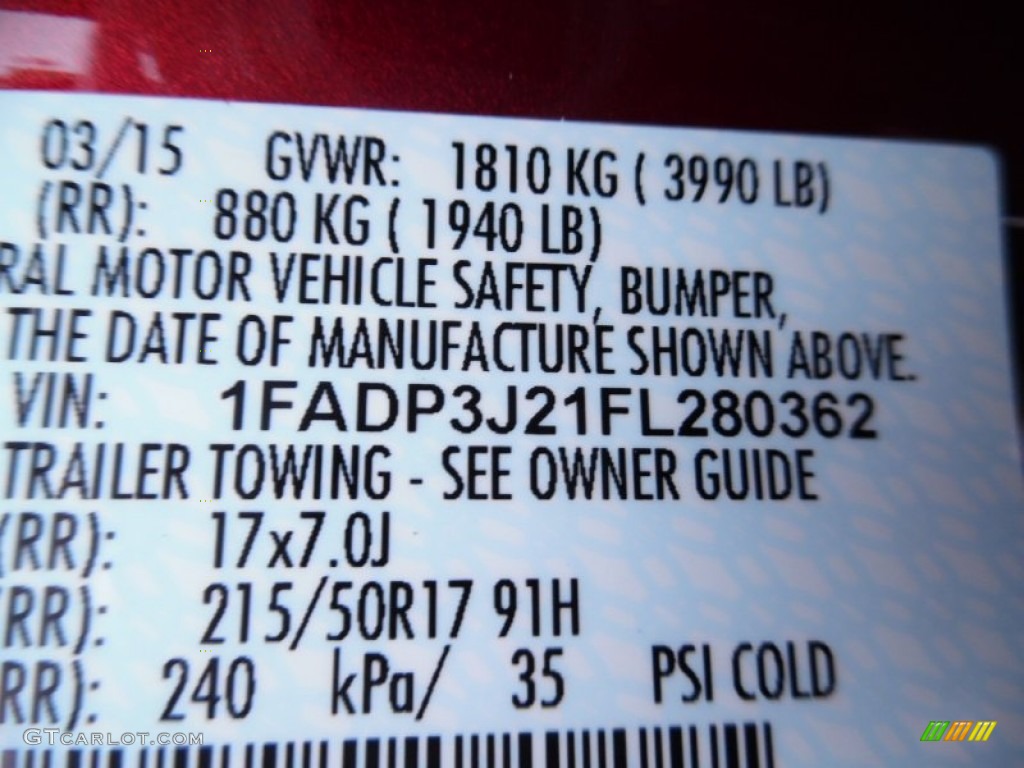 03/15 GVWR: 1810 KG ( 3990 LB)
(RR): 880 KG ( 1940 LB)
RAL MOTOR VEHICLE SAFETY, BUMPER,
THE DATE OF MANUFACTURE SHOWN ABOVE.
VIN: 1FADP3J21FL280362
TRAILER TOWING - SEE OWNER GUIDE
(RR): 17x7.0J
(RR): 215/50R17 91H
(RR): 240 kPa/ 35 PSI COLD
GTCARLOT.COM